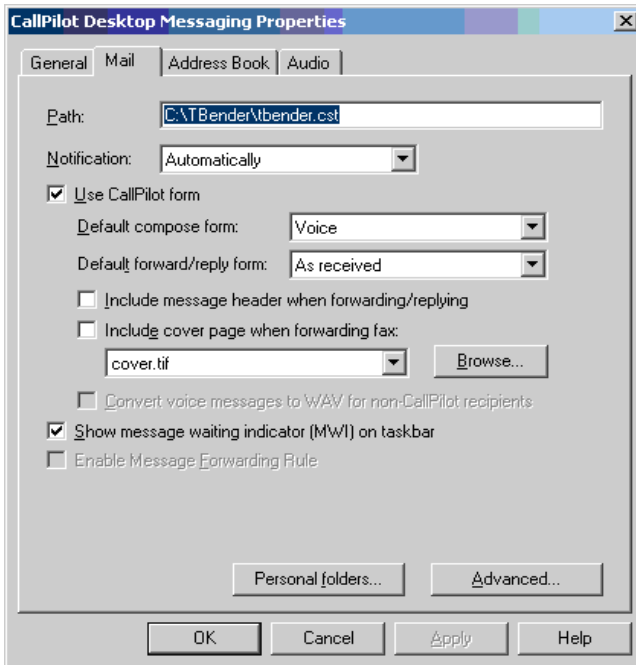 CallPilot Desktop Messaging Properties
General Mail Address Book Audio
Path: C:\TBender\tbender.cst
Notification: Automatically
Use CallPilot form
Default compose form: Voice
Default forward/reply form: As received
Include message header when forwarding/replying
Include cover page when forwarding fax:
cover.tif Browse...
Convert voice messages to WAV for non-CallPilot recipients
Show message waiting indicator (MWI) on taskbar
Enable Message Forwarding Rule
Personal folders... Advanced...
OK Cancel Apply Help